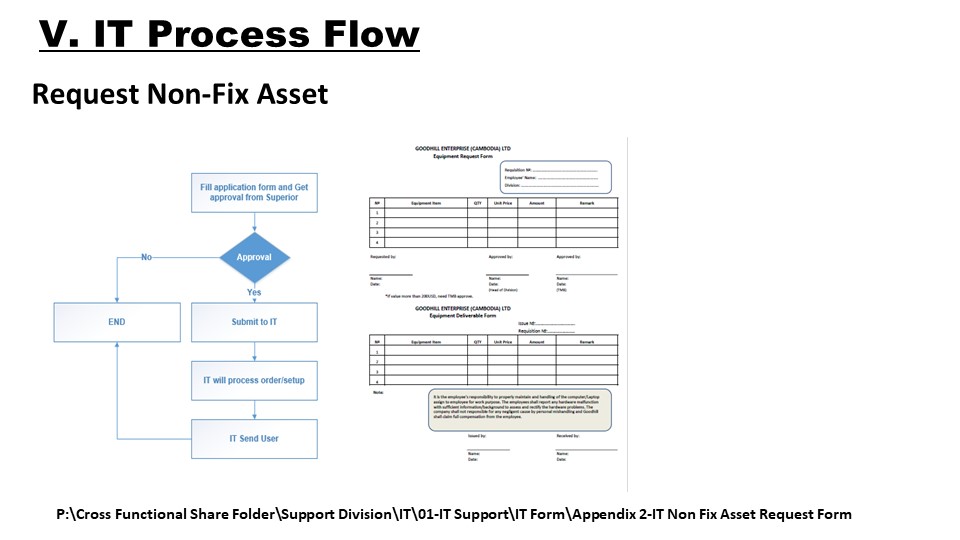 V. IT Process Flow
Request Non-Fix Asset
Fill application form and Get
approval from Superior
Approval
No
Yes
END
Submit to IT
IT will process order/setup
IT Send User
GOODHILL ENTERPRISE (CAMBODIA) LTD
Equipment Request Form
Requisition Nº:
Employee Name:
Division:
Nº Equipment Item QTY Unit Price Amount Remark
1
2
3
4
Requested by: Approved by: Approved by:
Name: Name: Name:
Date: Date: Date:
(Head of Division) (TMB)
*If value more than 200USD, need TMB approve.
GOODHILL ENTERPRISE (CAMBODIA) LTD
Equipment Deliverable Form
Issue Nº:
Requisition Nº:
Nº Equipment Item QTY Unit Price Amount Remark
1
2
3
4
Note:
It is the employee's responsibility to properly maintain and handling of the computer/Laptop
assign to employee for work purpose. The employees shall report any hardware malfunction
with sufficient information/background to assess and rectify the hardware problems. The
company shall not responsible for any negligent cause by personal mishandling and Goodhill
shall claim full compensation from the employee.
Issued by: Received by:
Name: Name:
Date: Date:
P:\Cross Functional Share Folder\Support Division\IT\01-IT Support\IT Form\Appendix 2-IT Non Fix Asset Request Form